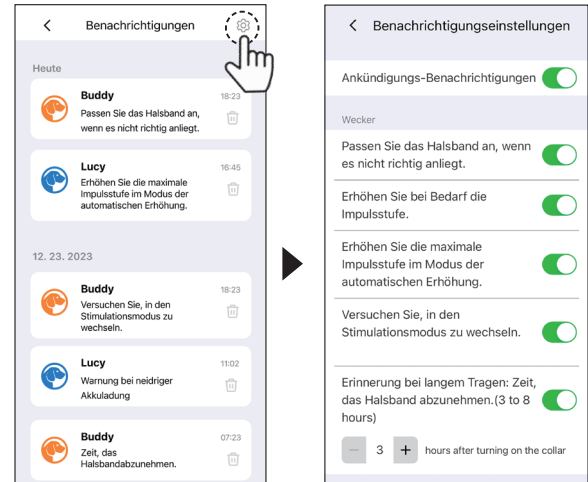 Benachrichtigungen
Heute
Buddy 18:23
Passen Sie das Halsband an,
wenn es nicht richtig anliegt.
Lucy 16:45
Erhöhen Sie die maximale
Impulsstufe im Modus der
automatischen Erhöhung.
12. 23. 2023
Buddy 18:23
Versuchen Sie, in den
Stimulationsmodus zu
wechseln.
Lucy 11:02
Warnung bei neidriger
Akkuladung
Buddy 07:23
Zeit, das
Halsbandabzunehmen.
Benachrichtigungseinstellungen
Ankündigungs-Benachrichtigungen
Wecker
Passen Sie das Halsband an, wenn
es nicht richtig anliegt.
Erhöhen Sie bei Bedarf die
Impulsstufe.
Erhöhen Sie die maximale
Impulsstufe im Modus der
automatischen Erhöhung.
Versuchen Sie, in den
Stimulationsmodus zu wechseln.
Erinnerung bei langem Tragen: Zeit,
das Halsband abzunehmen.(3 to 8
hours)
− 3 + hours after turning on the collar